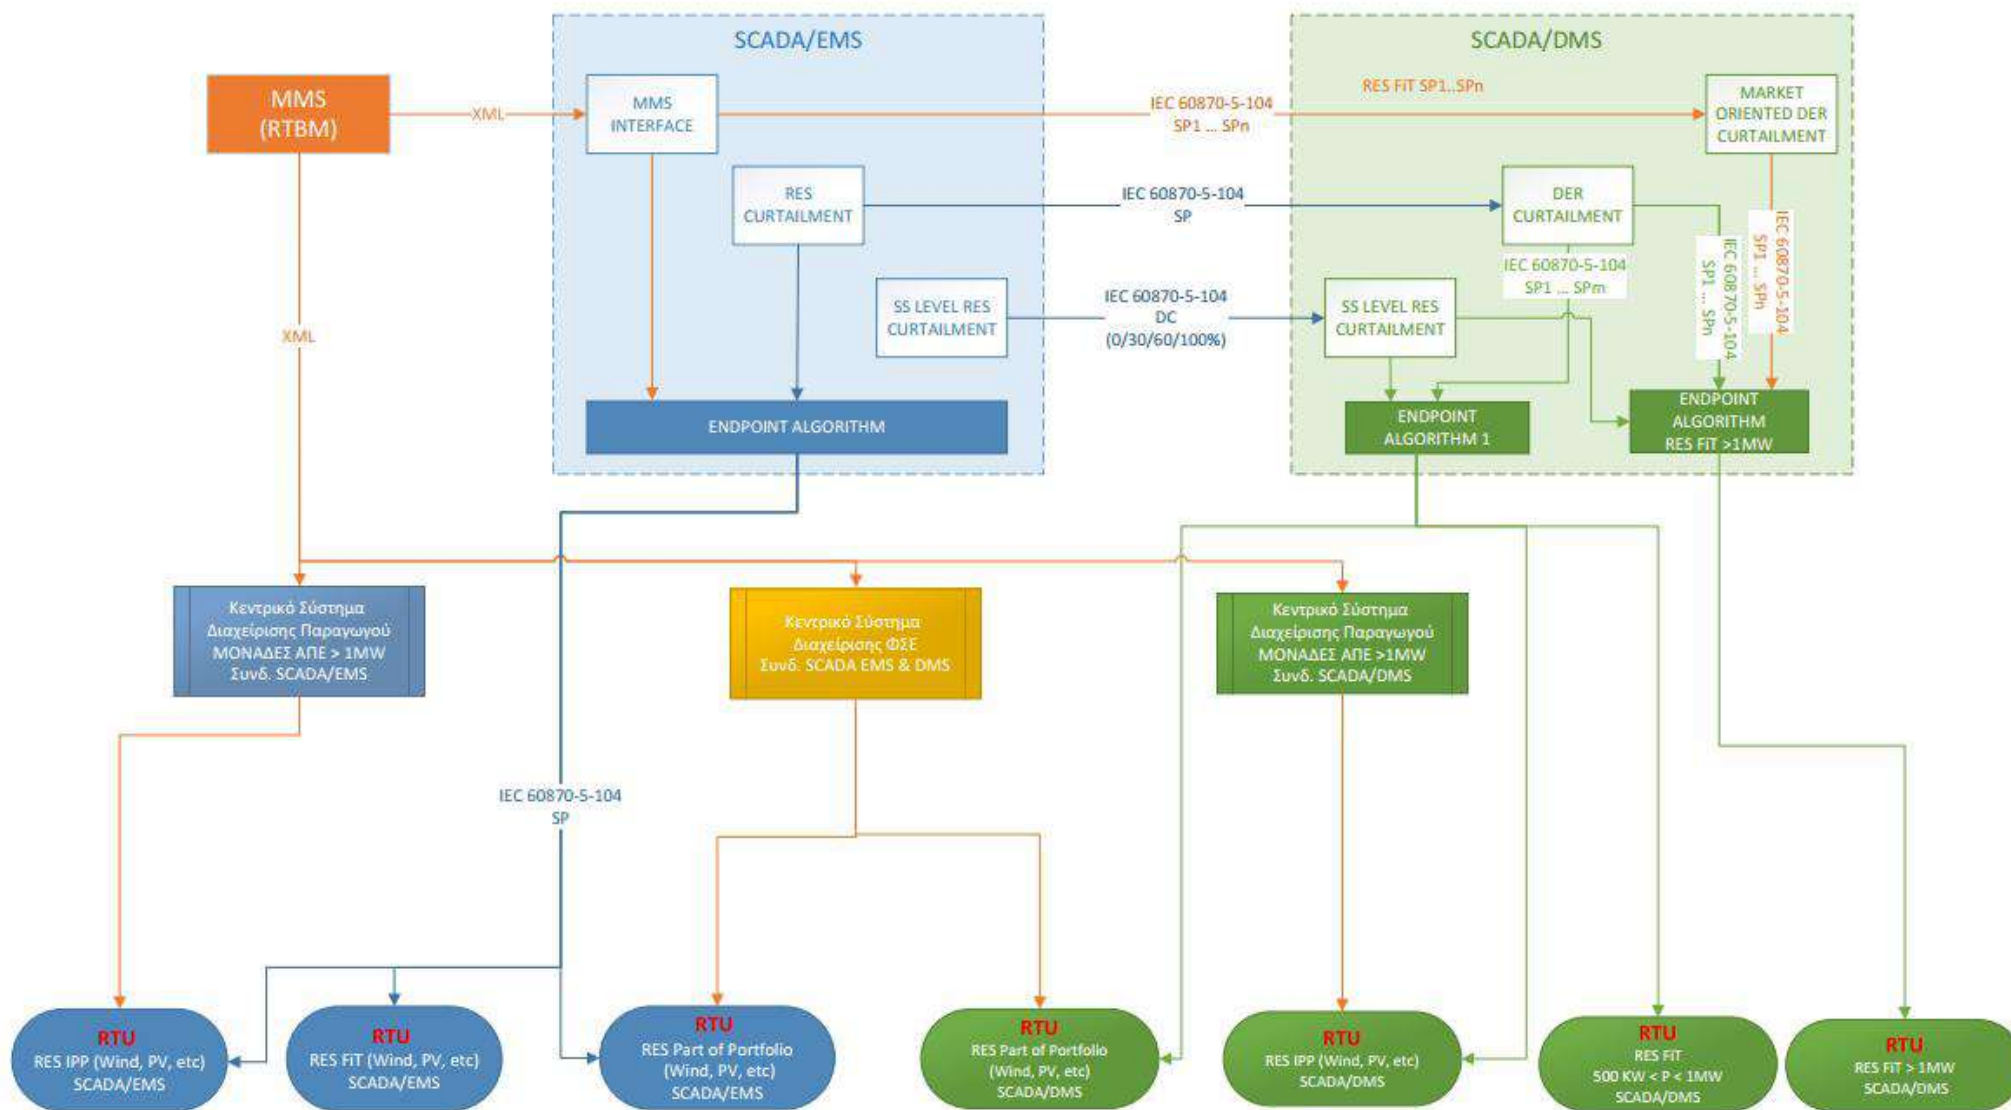 SCADA/EMS
SCADA/DMS
MMS
(RTBM)
XML
MMS
INTERFACE
IEC 60870-5-104
SP1 ... SPn
RES FiT SP1..SPn
MARKET
ORIENTED DER
CURTAILMENT
RES
CURTAILMENT
IEC 60870-5-104
SP
DER
CURTAILMENT
IEC 60870-5-104
SP1 ... SPm
IEC 60870-5-104
SP1 ... SPn
IEC 60870-5-104
SP1 ... SPn
SS LEVEL RES
CURTAILMENT
IEC 60870-5-104
DC
(0/30/60/100%)
SS LEVEL RES
CURTAILMENT
XML
ENDPOINT ALGORITHM
ENDPOINT
ALGORITHM 1
ENDPOINT
ALGORITHM
RES FiT >1MW
Κεντρικό Σύστημα
Διαχείρισης Παραγωγού
ΜΟΝΑΔΕΣ ΑΠΕ > 1MW
Συνδ. SCADA/EMS
Κεντρικό Σύστημα
Διαχείρισης ΦΣΕ
Συνδ. SCADA EMS & DMS
Κεντρικό Σύστημα
Διαχείρισης Παραγωγού
ΜΟΝΑΔΕΣ ΑΠΕ >1MW
Συνδ. SCADA/DMS
IEC 60870-5-104
SP
RTU
RES IPP (Wind, PV, etc)
SCADA/EMS
RTU
RES FiT (Wind, PV, etc)
SCADA/EMS
RTU
RES Part of Portfolio
(Wind, PV, etc)
SCADA/EMS
RTU
RES Part of Portfolio
(Wind, PV, etc)
SCADA/DMS
RTU
RES IPP (Wind, PV, etc)
SCADA/DMS
RTU
RES FiT
500 KW < P < 1MW
SCADA/DMS
RTU
RES FiT > 1MW
SCADA/DMS